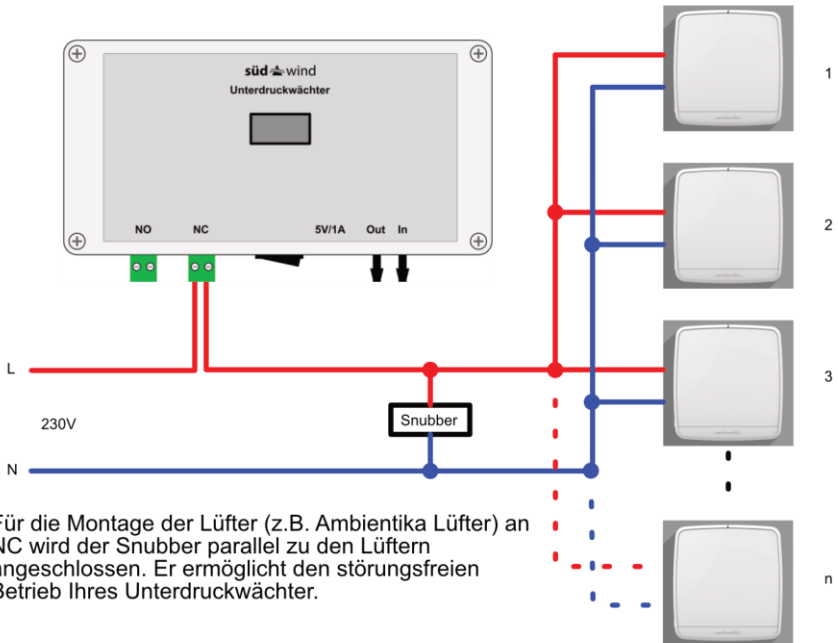 süd wind
Unterdruckwächter
NO NC 5V/1A Out In
1
2
3
n
L
230V
Snubber
N
Für die Montage der Lüfter (z.B. Ambientika Lüfter) an
NC wird der Snubber parallel zu den Lüftern
angeschlossen. Er ermöglicht den störungsfreien
Betrieb Ihres Unterdruckwächter.